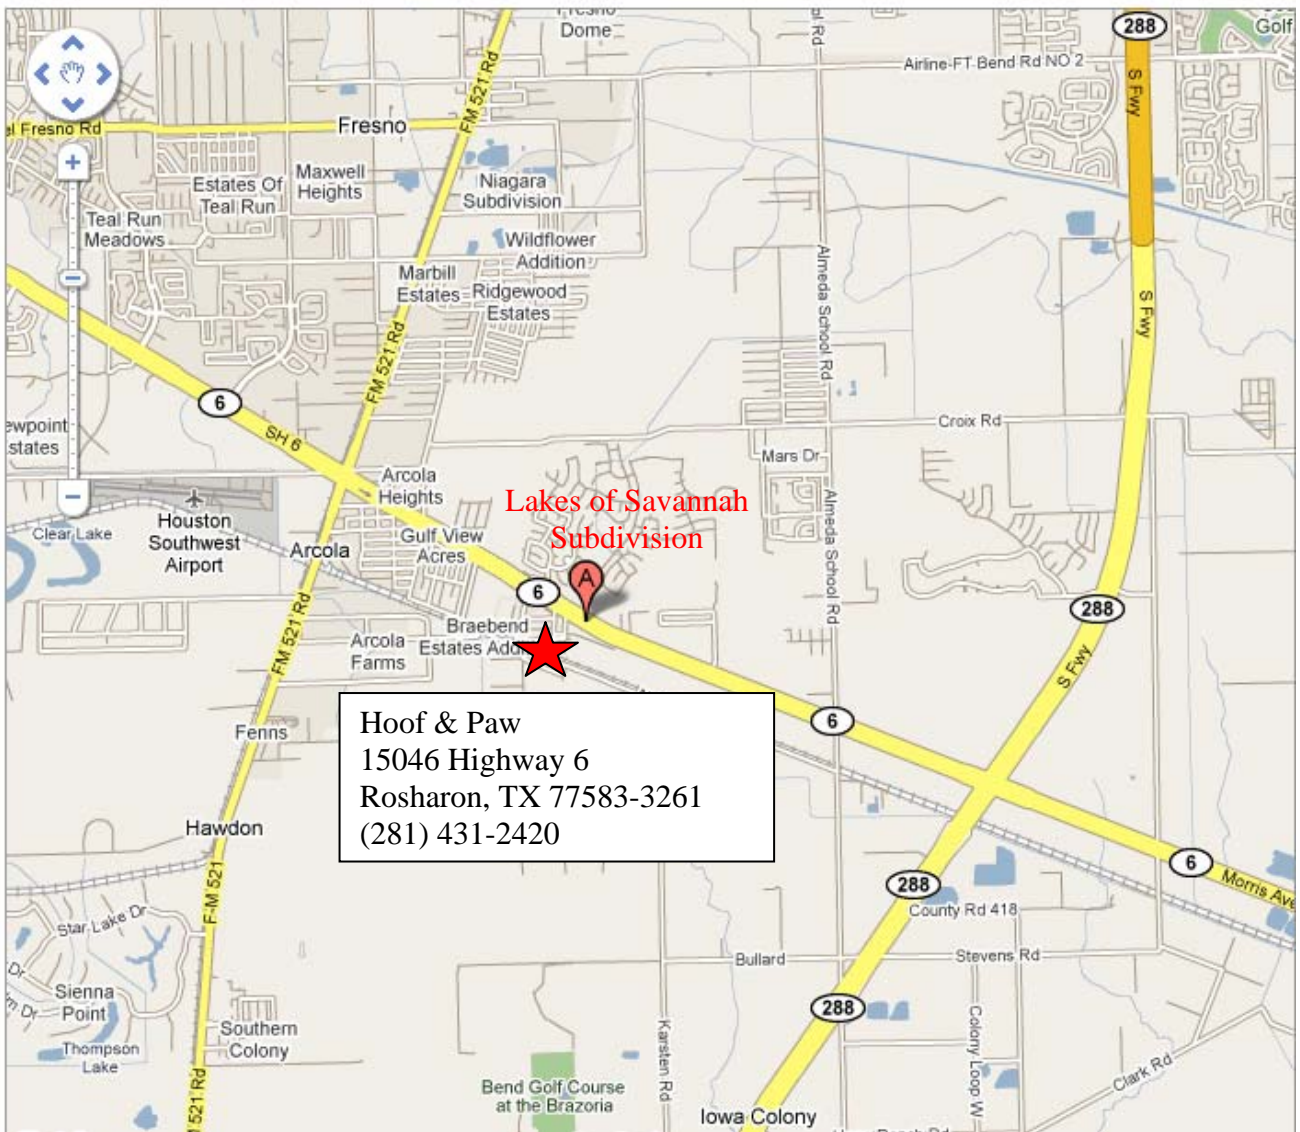 Fresno
Dome
288
Golf
Airline-FT Bend Rd NO 2
S Fwy
FM 521 Rd
el Fresno Rd
Fresno
Maxwell
Heights
Estates Of
Teal Run
Niagara
Subdivision
Teal Run
Meadows
Wildflower
Addition
Almeda School Rd
Marbill
Estates
Ridgewood
Estates
S Fwy
FM 521 Rd
6
SH 6
Croix Rd
ewpoint
states
Mars Dr
Arcola
Heights
Lakes of Savannah
Subdivision
Almeda School Rd
Houston
Southwest
Airport
Clear Lake
Gulf View
Acres
Arcola
A
6
288
FM 521 Rd
Braebend
Estates Addi
Arcola
Farms
S Fwy
6
Fenns
Hoof & Paw
15046 Highway 6
Rosharon, TX 77583-3261
(281) 431-2420
Hawdon
6
Morris Ave
288
F-M 521
County Rd 418
Star Lake Dr
Bullard
Stevens Rd
Dr
Sienna
Point
288
Southern
Colony
Karsten Rd
Colony Loop W
Thompson
Lake
Clark Rd
521 Rd
Bend Golf Course
at the Brazoria
Iowa Colony